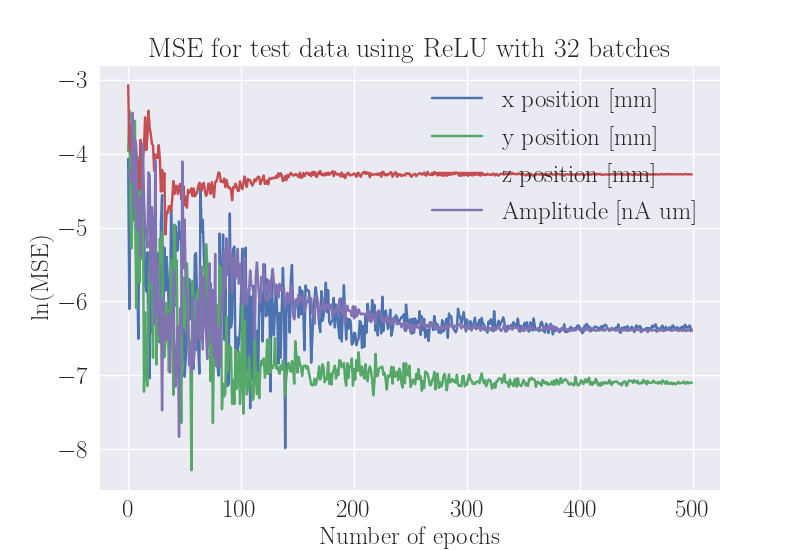 MSE for test data using ReLU with 32 batches
−3
−4
−5
−6
−7
−8
ln(MSE)
x position [mm]
y position [mm]
z position [mm]
Amplitude [nA um]
0
100
200
300
400
500
Number of epochs